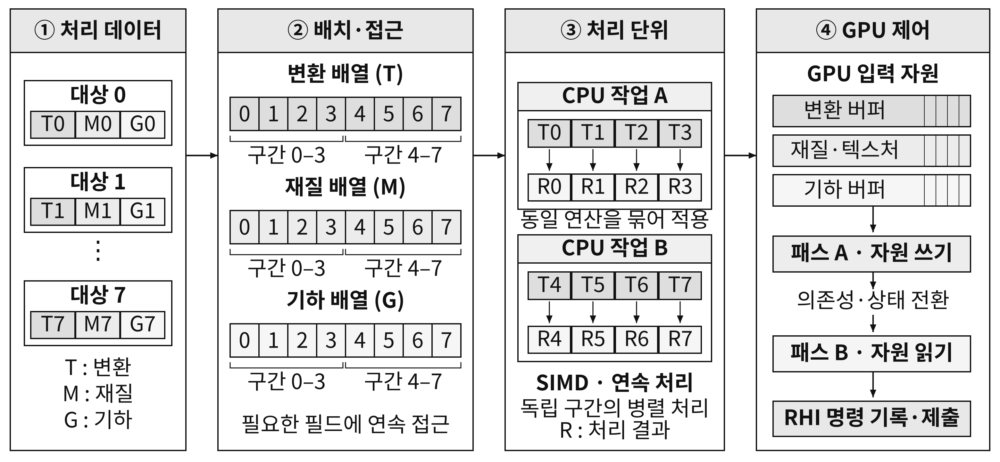 ① 처리 데이터
대상 0
T0 M0 G0
대상 1
T1 M1 G1
⋮
대상 7
T7 M7 G7
T : 변환
M : 재질
G : 기하
② 배치·접근
변환 배열 (T)
0 1 2 3 4 5 6 7
구간 0–3 구간 4–7
재질 배열 (M)
0 1 2 3 4 5 6 7
구간 0–3 구간 4–7
기하 배열 (G)
0 1 2 3 4 5 6 7
구간 0–3 구간 4–7
필요한 필드에 연속 접근
③ 처리 단위
CPU 작업 A
T0 T1 T2 T3
R0 R1 R2 R3
동일 연산을 묶어 적용
CPU 작업 B
T4 T5 T6 T7
R4 R5 R6 R7
SIMD · 연속 처리
독립 구간의 병렬 처리
R : 처리 결과
④ GPU 제어
GPU 입력 자원
변환 버퍼
재질·텍스처
기하 버퍼
패스 A · 자원 쓰기
의존성·상태 전환
패스 B · 자원 읽기
RHI 명령 기록·제출